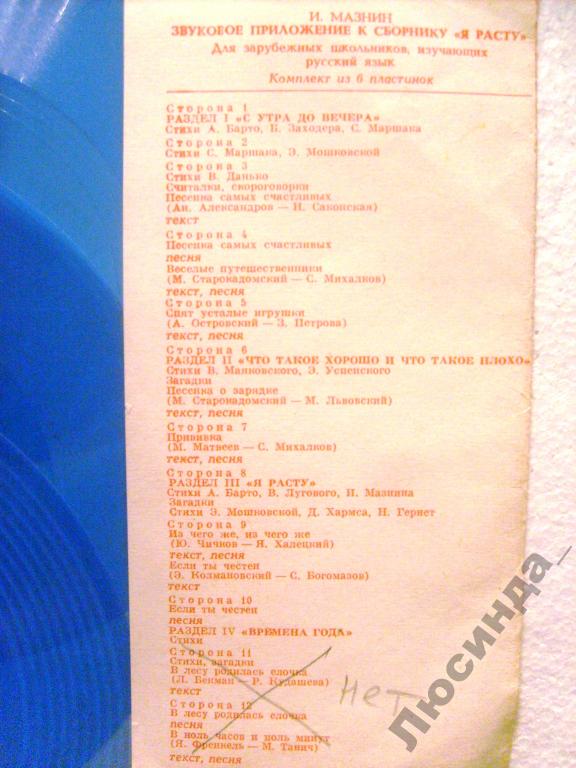 И. МАЗНИН
ЗВУКОВОЕ ПРИЛОЖЕНИЕ К СБОРНИКУ «Я РАСТУ»
Для зарубежных школьников, изучающих
русский язык
Комплект из 6 пластинок
Сторона 1
РАЗДЕЛ I «С УТРА ДО ВЕЧЕРА»
Стихи А. Барто, Б. Заходера, С. Маршака
Сторона 2
Стихи С. Маршака, Э. Мошковской
Сторона 3
Стихи В. Данько
Считалки, скороговорки
Песенка самых счастливых
(Ан. Александров — Н. Саконская)
текст
Сторона 4
Песенка самых счастливых
песня
Веселые путешественники
(М. Старокадомский — С. Михалков)
текст, песня
Сторона 5
Спят усталые игрушки
(А. Островский — З. Петрова)
текст, песня
Сторона 6
РАЗДЕЛ II «ЧТО ТАКОЕ ХОРОШО И ЧТО ТАКОЕ ПЛОХО»
Стихи В. Маяковского, Э. Успенского
Загадки
Песенка о зарядке
(М. Старокадомский — М. Львовский)
текст, песня
Сторона 7
Прививка
(М. Матвеев — С. Михалков)
текст, песня
Сторона 8
РАЗДЕЛ III «Я РАСТУ»
Стихи А. Барто, В. Лугового, И. Мазнина
Загадки
Стихи Э. Мошковской, Д. Хармса, Н. Гернет
Сторона 9
Из чего же, из чего же
(Ю. Чичков — Я. Халецкий)
текст, песня
Если ты честен
(Э. Колмановский — С. Богомазов)
текст
Сторона 10
Если ты честен
песня
РАЗДЕЛ IV «ВРЕМЕНА ГОДА»
Стихи
Сторона 11
Стихи, загадки
В лесу родилась елочка
(Л. Бекман — Р. Кудашева)
текст
нет
Сторона 12
В лесу родилась елочка
песня
В ноль часов и ноль минут
(Я. Френкель — М. Танич)
текст, песня
Люсинда_